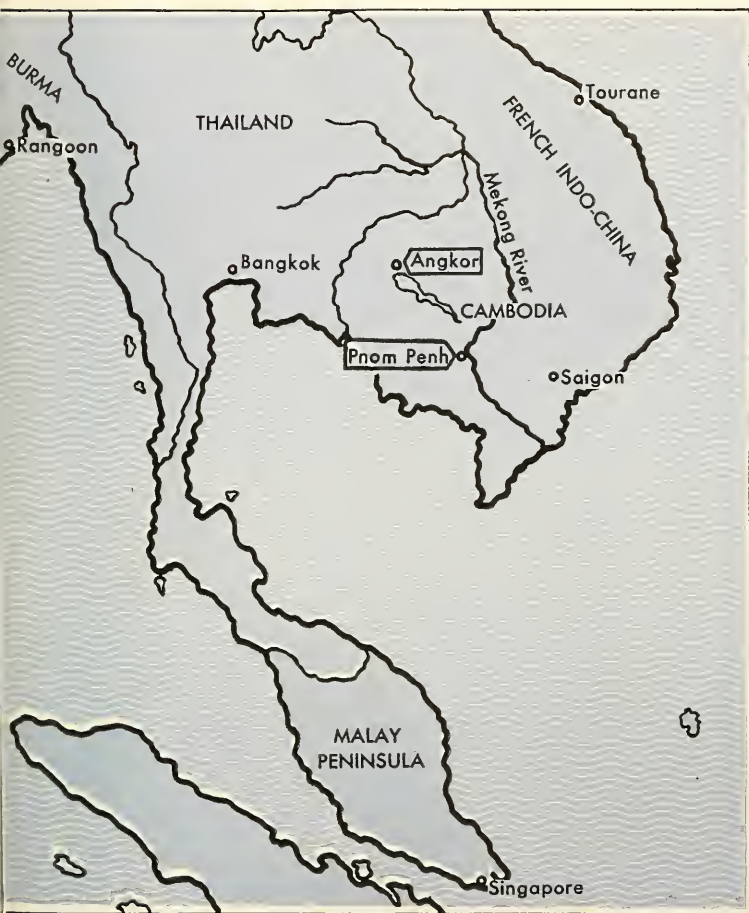 BURMA
Tourane
THAILAND
FRENCH INDO-CHINA
Rangoon
Mekong River
Bangkok
Angkor
CAMBODIA
Pnom Penh
Saigon
MALAY
PENINSULA
Singapore